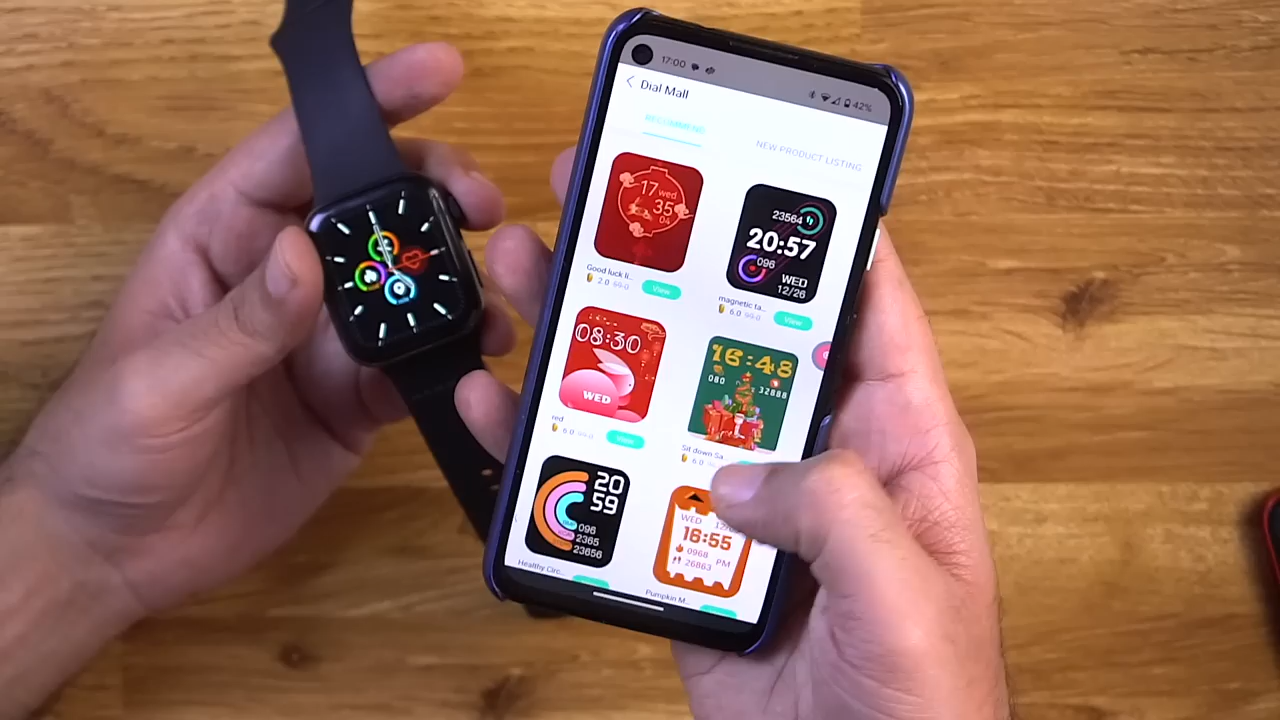 17:00
42%
Dial Mall
RECOMMEND
NEW PRODUCT LISTING
17 wed
35
04
Good luck li...
2.0
View
23564
20:57
096
WED
12/26
magnetic ta...
6.0
View
08:30
WED
red
6.0
View
16:48
080
32888
Sit down Sa
6.0
20
59
096
2365
23656
Healthy Circ...
WED
16:55
0968
PM
26863
Pumpkin M...